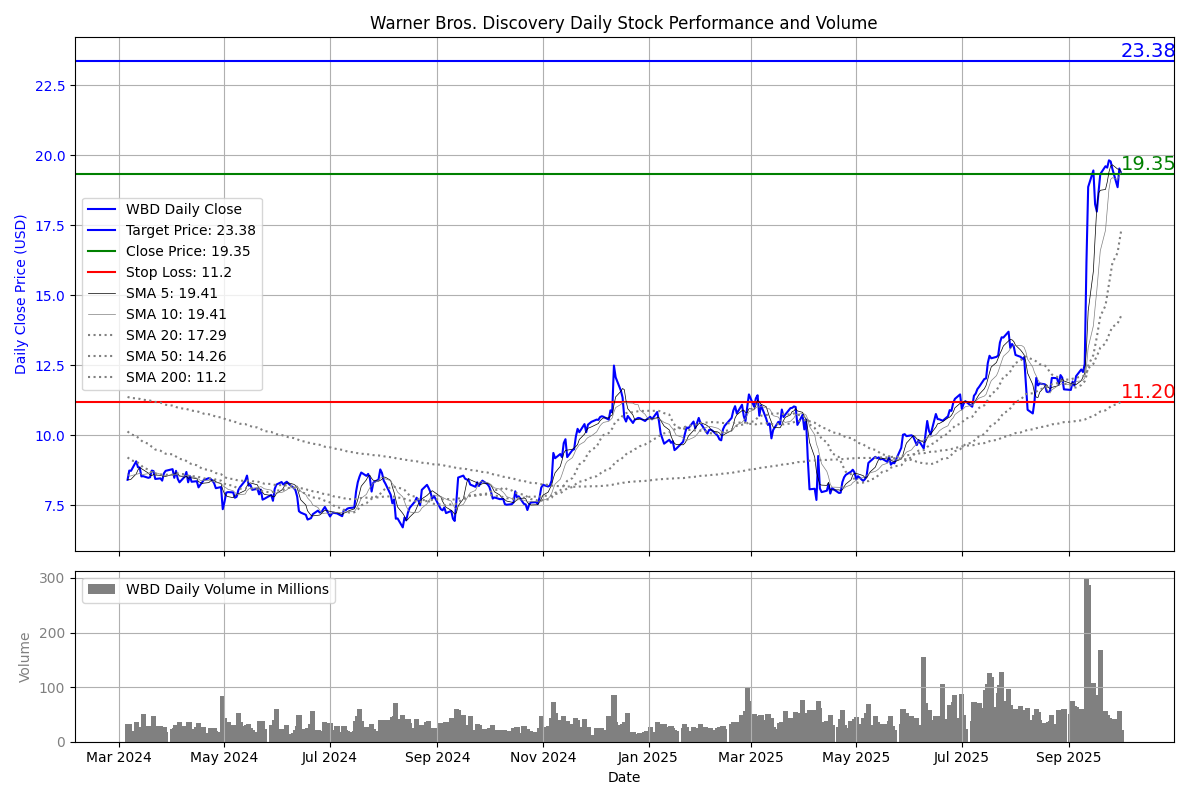 Warner Bros. Discovery Daily Stock Performance and Volume
23.38
22.5
20.0
19.35
17.5
15.0
12.5
11.20
10.0
7.5
Daily Close Price (USD)
WBD Daily Close
Target Price: 23.38
Close Price: 19.35
Stop Loss: 11.2
SMA 5: 19.41
SMA 10: 19.41
SMA 20: 17.29
SMA 50: 14.26
SMA 200: 11.2
300
200
100
0
Volume
WBD Daily Volume in Millions
Mar 2024 May 2024 Jul 2024 Sep 2024 Nov 2024 Jan 2025 Mar 2025 May 2025 Jul 2025 Sep 2025
Date